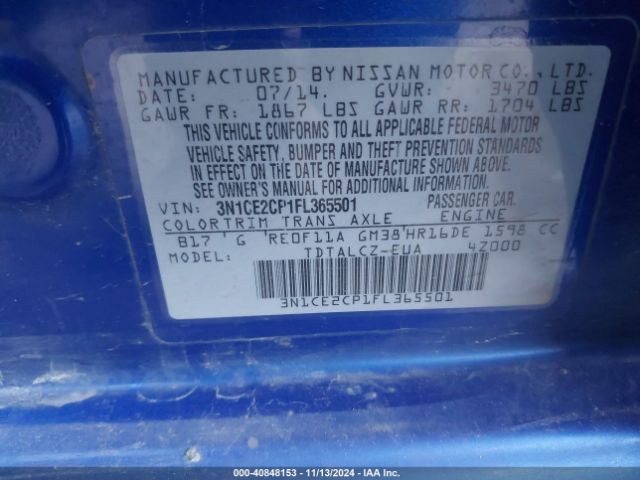 MANUFACTURED BY NISSAN MOTOR CO., LTD.
DATE: 07/14. GVWR: 3470 LBS
GAWR FR: 1867 LBS GAWR RR: 1704 LBS
THIS VEHICLE CONFORMS TO ALL APPLICABLE FEDERAL MOTOR
VEHICLE SAFETY, BUMPER AND THEFT PREVENTION STANDARDS
IN EFFECT ON THE DATE OF MANUFACTURE SHOWN ABOVE.
SEE OWNER'S MANUAL FOR ADDITIONAL INFORMATION.
VIN: 3N1CE2CP1FL365501 PASSENGER CAR.
COLOR TRIM TRANS AXLE ENGINE
B17 G RE0F11A GM38 HR16DE 1598 CC
MODEL: TDTALCZ-EUA 4Z000
3N1CE2CP1FL365501
000-40848153 - 11/13/2024 - IAA Inc.